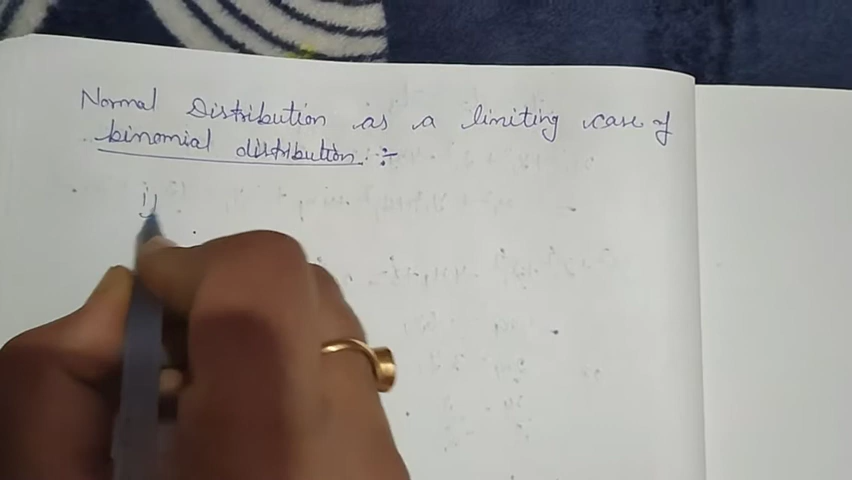 Normal Distribution as a limiting case of
binomial distribution :-
i)